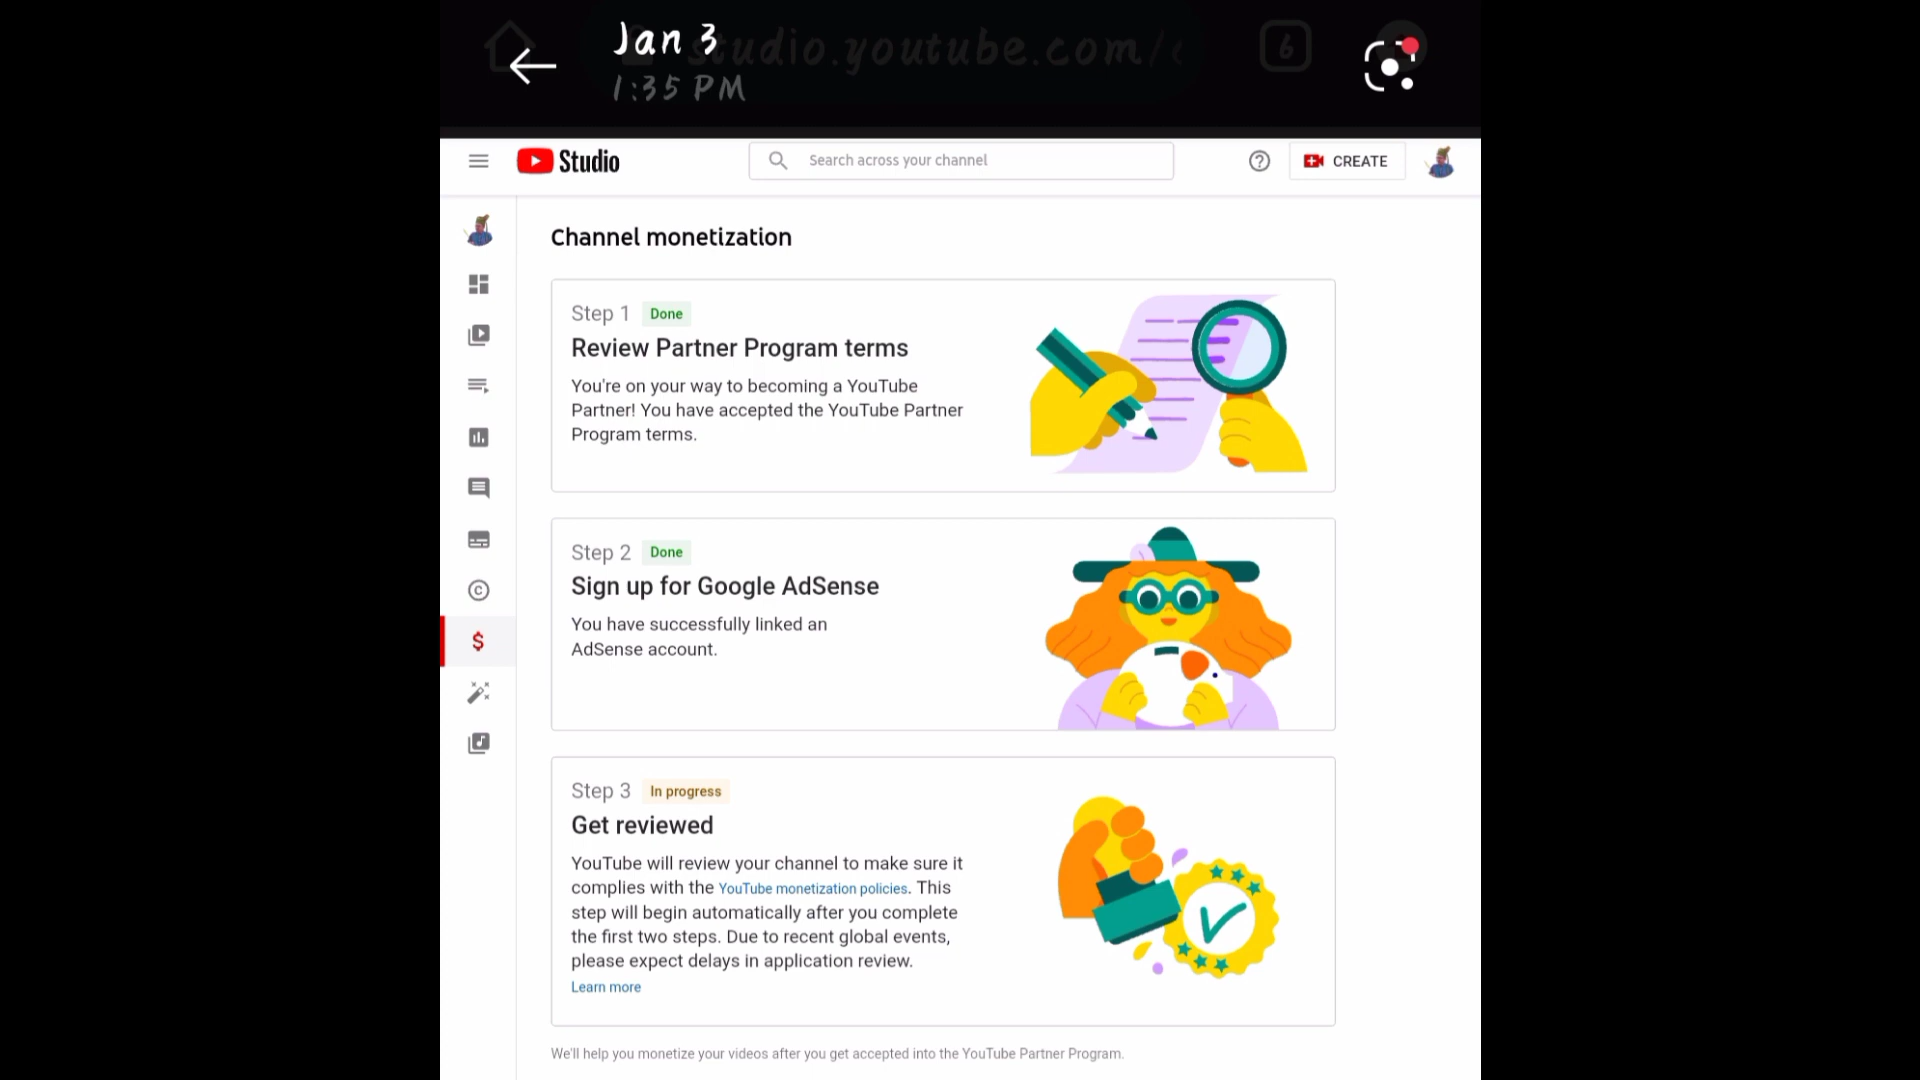 Jan 3
studio.youtube.com/
6
1:35 PM
Studio
Search across your channel
CREATE
Channel monetization
Step 1 Done
Review Partner Program terms
You're on your way to becoming a YouTube
Partner! You have accepted the YouTube Partner
Program terms.
Step 2 Done
Sign up for Google AdSense
You have successfully linked an
AdSense account.
Step 3 In progress
Get reviewed
YouTube will review your channel to make sure it
complies with the YouTube monetization policies. This
step will begin automatically after you complete
the first two steps. Due to recent global events,
please expect delays in application review.
Learn more
We'll help you monetize your videos after you get accepted into the YouTube Partner Program.